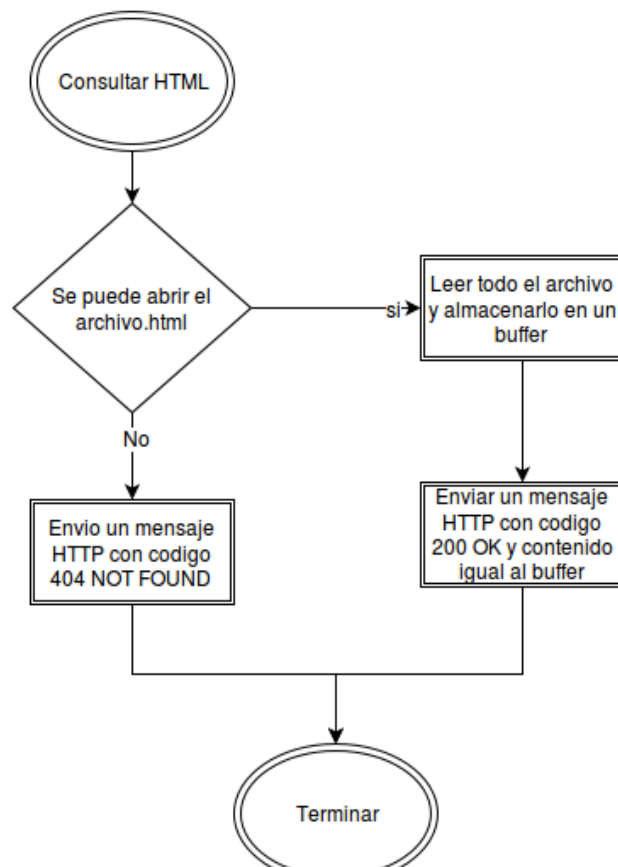 Consultar HTML
Se puede abrir el
archivo.html
si
Leer todo el archivo
y almacenarlo en un
buffer
No
Envio un mensaje
HTTP con codigo
404 NOT FOUND
Enviar un mensaje
HTTP con codigo
200 OK y contenido
igual al buffer
Terminar